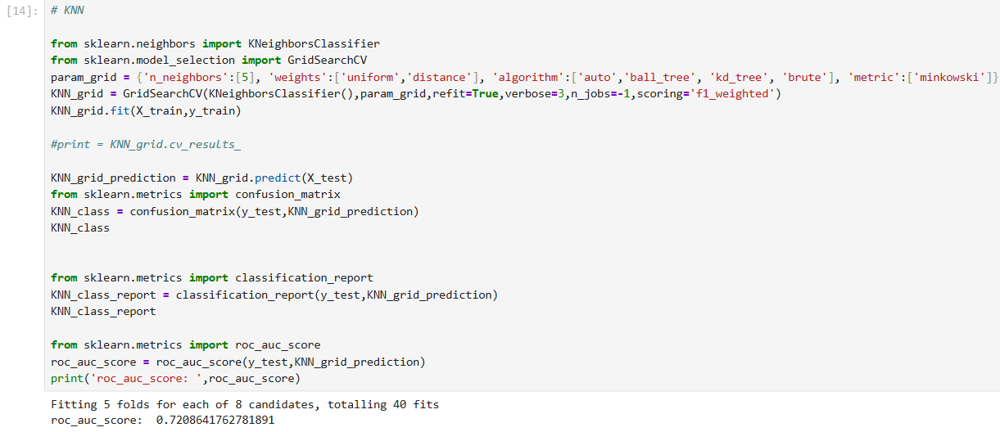 [14]: # KNN
from sklearn.neighbors import KNeighborsClassifier
from sklearn.model_selection import GridSearchCV
param_grid = {'n_neighbors':[5], 'weights':['uniform','distance'], 'algorithm':['auto','ball_tree', 'kd_tree', 'brute'], 'metric':['minkowski']}
KNN_grid = GridSearchCV(KNeighborsClassifier(),param_grid,refit=True,verbose=3,n_jobs=-1,scoring='f1_weighted')
KNN_grid.fit(X_train,y_train)
#print = KNN_grid.cv_results_
KNN_grid_prediction = KNN_grid.predict(X_test)
from sklearn.metrics import confusion_matrix
KNN_class = confusion_matrix(y_test,KNN_grid_prediction)
KNN_class
from sklearn.metrics import classification_report
KNN_class_report = classification_report(y_test,KNN_grid_prediction)
KNN_class_report
from sklearn.metrics import roc_auc_score
roc_auc_score = roc_auc_score(y_test,KNN_grid_prediction)
print('roc_auc_score: ',roc_auc_score)
Fitting 5 folds for each of 8 candidates, totalling 40 fits
roc_auc_score:  0.7208641762781891